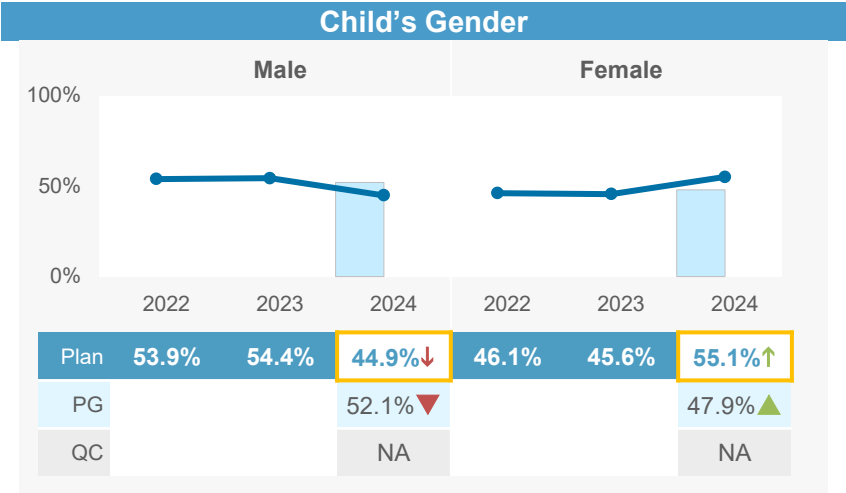 Child’s Gender
Male Female
100%
50%
0%
2022 2023 2024 2022 2023 2024
Plan 53.9% 54.4% 44.9%↓ 46.1% 45.6% 55.1%↑
PG 52.1%▼ 47.9%▲
QC NA NA